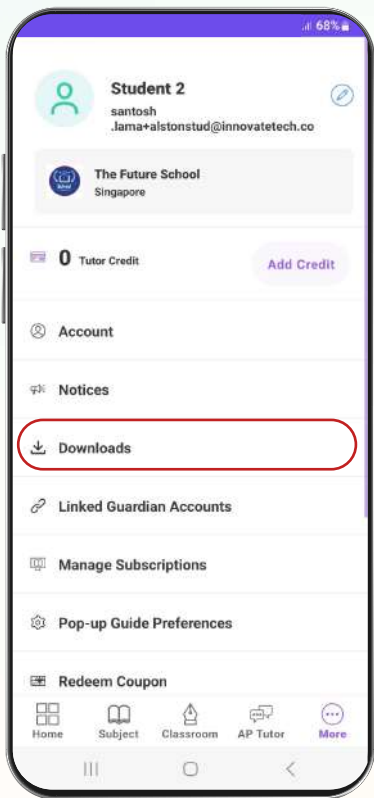 68%
Student 2
santosh
.lama+alstonstud@innovatetech.co
The Future School
Singapore
0 Tutor Credit
Add Credit
Account
Notices
Downloads
Linked Guardian Accounts
Manage Subscriptions
Pop-up Guide Preferences
Redeem Coupon
Home Subject Classroom AP Tutor More